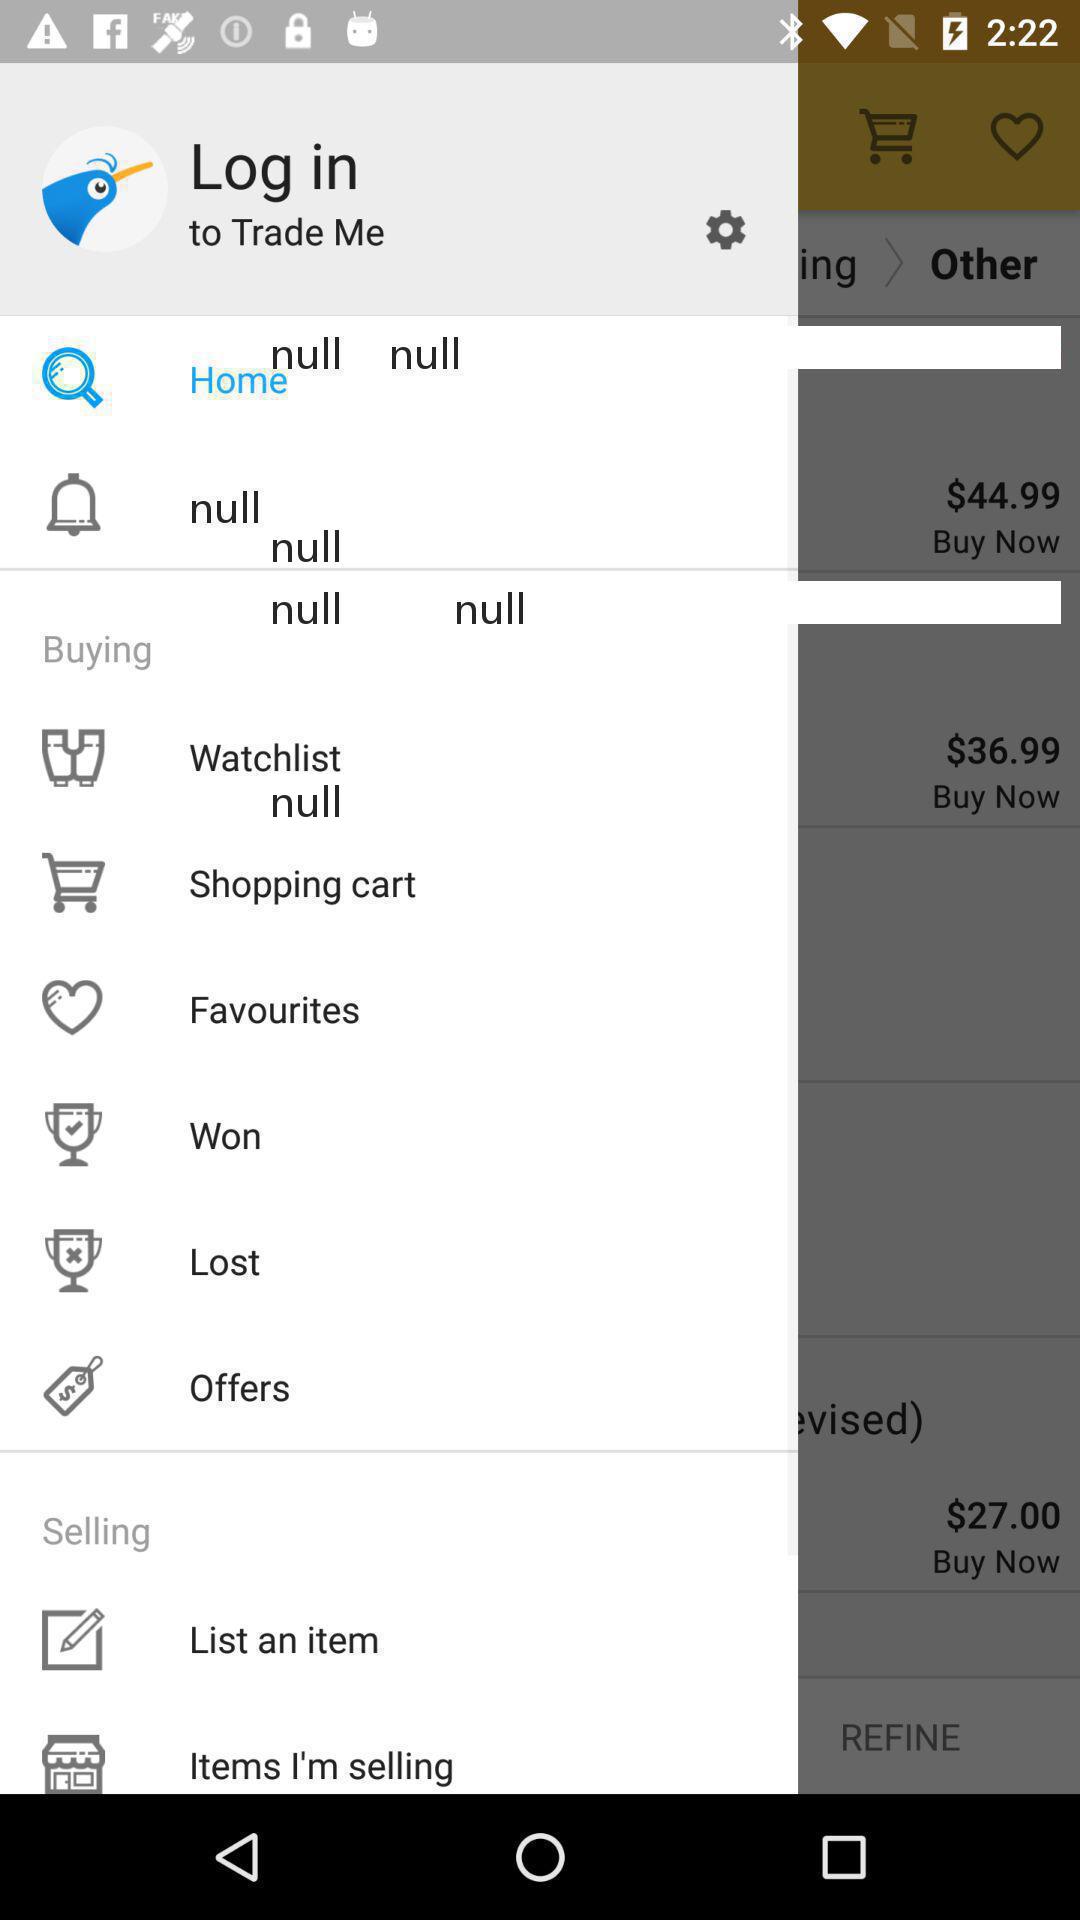 FAKE 2:22
Log in
to Trade Me
ing Other
null null
Home
$44.99
null
Buy Now
null
null null
Buying
$36.99
Watchlist
Buy Now
null
Shopping cart
Favourites
Won
Lost
Offers
evised)
$27.00
Selling
Buy Now
List an item
REFINE
Items I'm selling